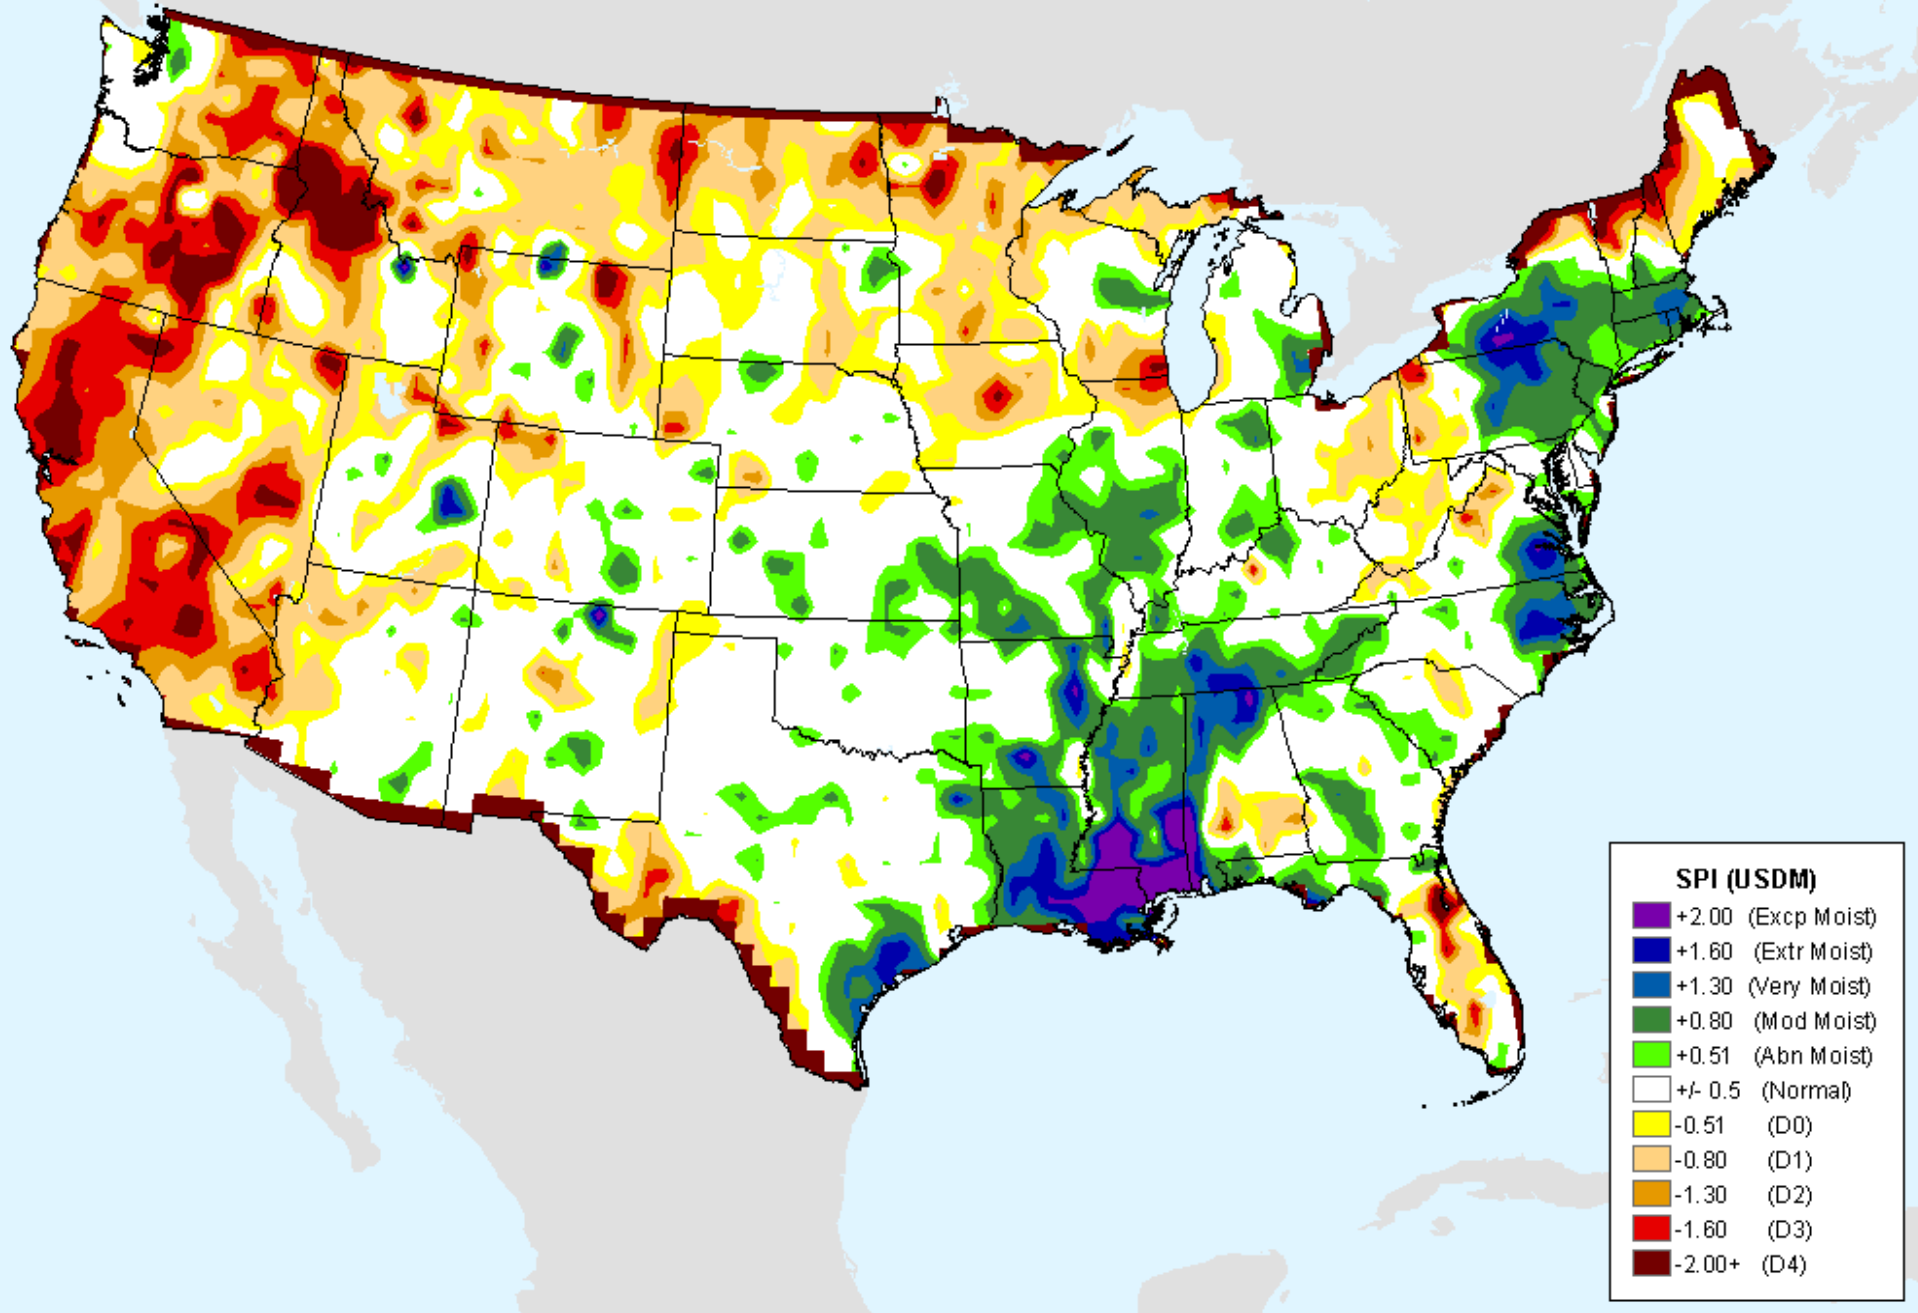 SPI (USDM)
+2.00 (Excp Moist)
+1.60 (Extr Moist)
+1.30 (Very Moist)
+0.80 (Mod Moist)
+0.51 (Abn Moist)
+/- 0.5 (Normal)
-0.51 (D0)
-0.80 (D1)
-1.30 (D2)
-1.60 (D3)
-2.00+ (D4)